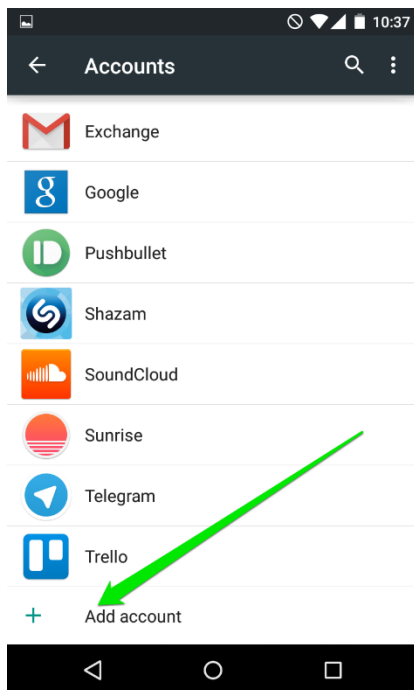 10:37
Accounts
Exchange
g Google
Pushbullet
Shazam
SoundCloud
Sunrise
Telegram
Trello
+ Add account